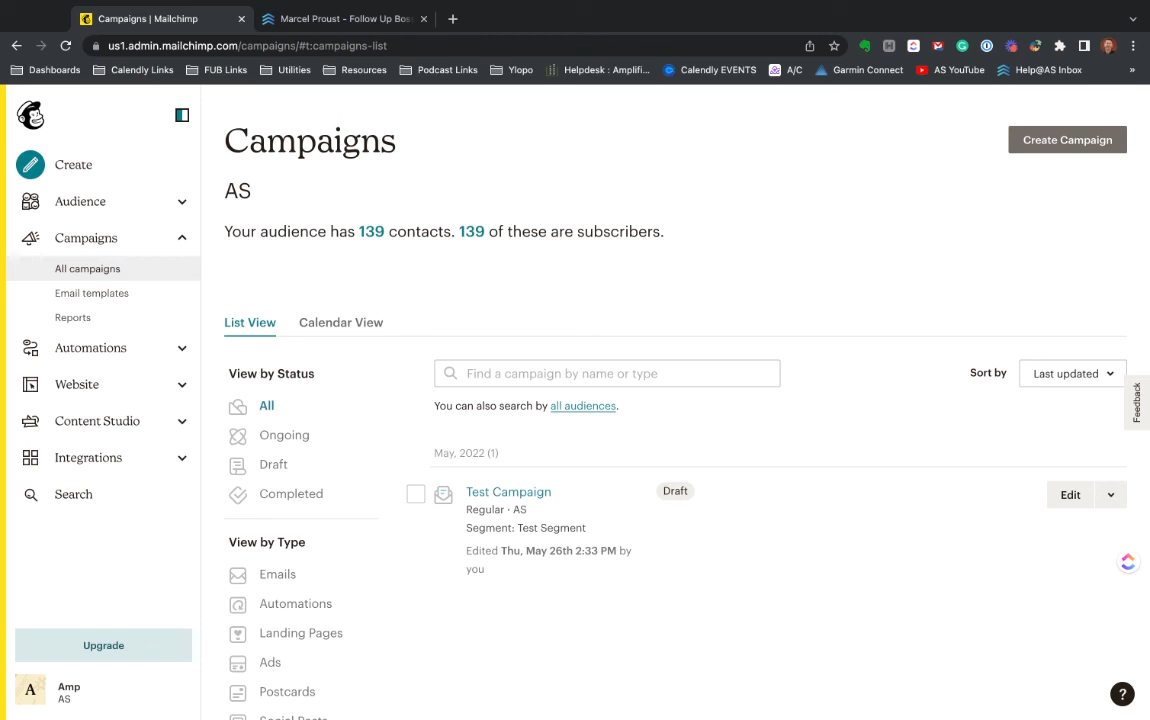 Campaigns | Mailchimp
Marcel Proust - Follow Up Bos
us1.admin.mailchimp.com/campaigns/#t:campaigns-list
Dashboards Calendly Links FUB Links Utilities Resources Podcast Links Ylopo Helpdesk : Amplifi... Calendly EVENTS A/C Garmin Connect AS YouTube Help@AS Inbox »
Create
Audience
Campaigns
All campaigns
Email templates
Reports
Automations
Website
Content Studio
Integrations
Search
Upgrade
A
Amp
AS
Campaigns
Create Campaign
AS
Your audience has 139 contacts. 139 of these are subscribers.
List View Calendar View
View by Status
All
Ongoing
Draft
Completed
View by Type
Emails
Automations
Landing Pages
Ads
Postcards
Social Posts
Find a campaign by name or type
Sort by Last updated
You can also search by all audiences.
May, 2022 (1)
Test Campaign Draft
Regular · AS
Segment: Test Segment
Edited Thu, May 26th 2:33 PM by
you
Edit
Feedback
?